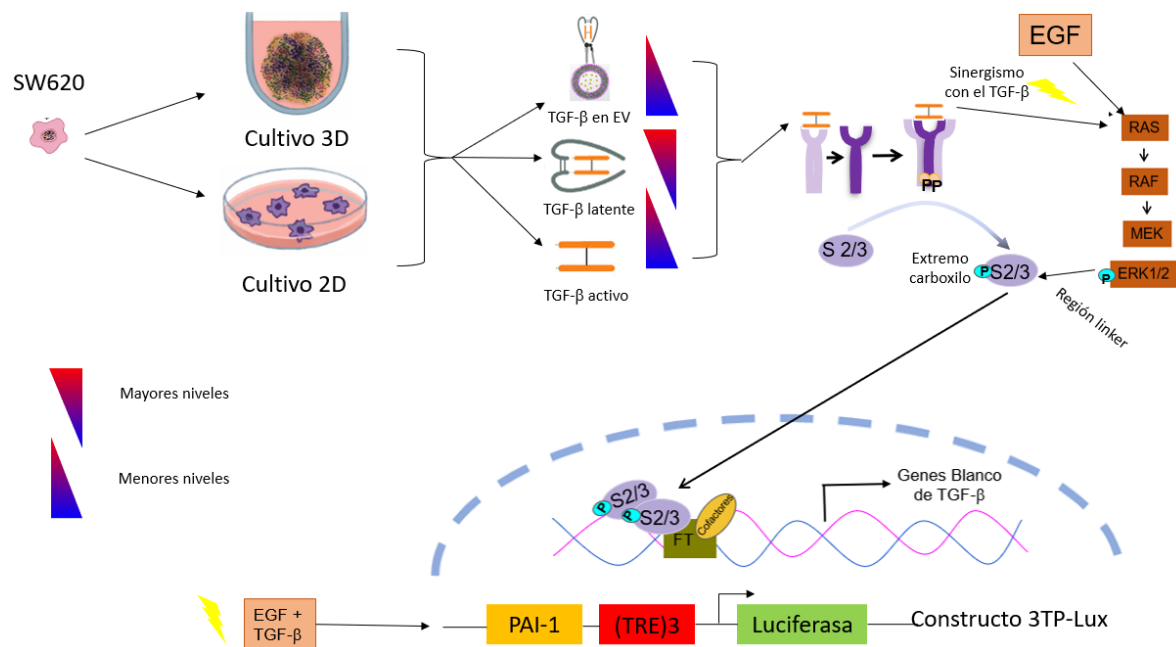 SW620
Cultivo 3D
Cultivo 2D
TGF-β en EV
TGF-β latente
TGF-β activo
EGF
Sinergismo
con el TGF-β
RAS
RAF
MEK
ERK1/2
P
PP
S 2/3
Extremo
carboxilo
P
S2/3
Región linker
Mayores niveles
Menores niveles
Genes Blanco
de TGF-β
P
S2/3
P
S2/3
Cofactores
FT
EGF +
TGF-β
PAI-1
(TRE)3
Luciferasa
Constructo 3TP-Lux